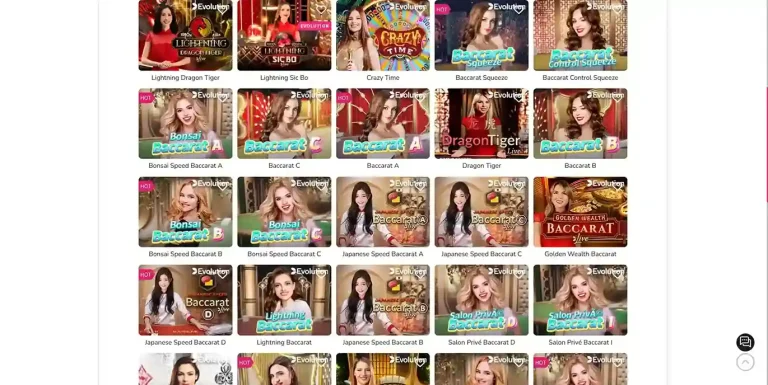 Evolution
LIGHTNING
DRAGON TIGER
Live
Evolution
EVOLUTION
LIGHTNING
SIC BO
Live
CRAZY
TIME
HOT
Evolution
Baccarat
Squeeze
Evolution
Baccarat
Control Squeeze
Lightning Dragon Tiger
Lightning Sic Bo
Crazy Time
Baccarat Squeeze
Baccarat Control Squeeze
HOT
Evolution
Bonsai
Baccarat A
Evolution
Baccarat C
HOT
Evolution
Baccarat A
Evolution
龍 虎
DragonTiger
Live
Evolution
Baccarat B
Bonsai Speed Baccarat A
Baccarat C
Baccarat A
Dragon Tiger
Baccarat B
HOT
Evolution
Bonsai
Baccarat B
Evolution
Bonsai
Baccarat C
Evolution
Baccarat A
Evolution
Baccarat C
Evolution
GOLDEN WEALTH
BACCARAT
Live
Bonsai Speed Baccarat B
Bonsai Speed Baccarat C
Japanese Speed Baccarat A
Japanese Speed Baccarat C
Golden Wealth Baccarat
HOT
Evolution
Baccarat
D
Evolution
Lightning
Baccarat
Evolution
Baccarat B
Evolution
Salon Privé
Baccarat D
Evolution
Salon Privé
Baccarat I
Japanese Speed Baccarat D
Lightning Baccarat
Japanese Speed Baccarat B
Salon Privé Baccarat D
Salon Privé Baccarat I
Evolution
HOT
Evolution
Evolution
Evolution
HOT
Evolution